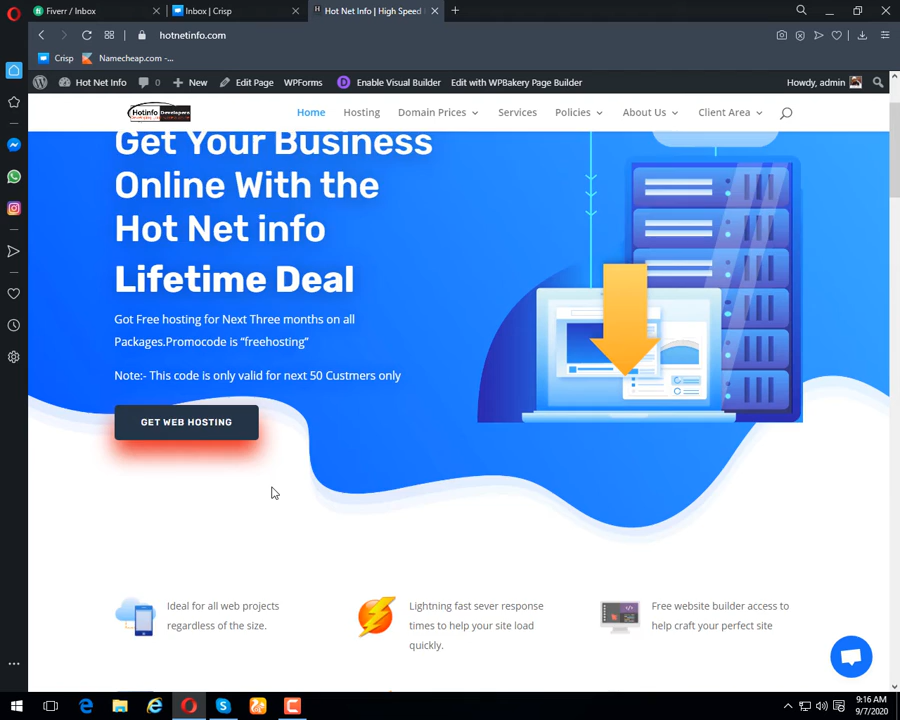 Fiverr / Inbox
Inbox | Crisp
Hot Net Info | High Speed
hotnetinfo.com
Crisp
Namecheap.com -...
Hot Net Info
0
New
Edit Page
WPForms
D
Enable Visual Builder
Edit with WPBakery Page Builder
Howdy, admin
Hotinfo Developers
Home
Hosting
Domain Prices
Services
Policies
About Us
Client Area
Get Your Business
Online With the
Hot Net info
Lifetime Deal
Got Free hosting for Next Three months on all
Packages.Promocode is “freehosting”
Note:- This code is only valid for next 50 Custmers only
GET WEB HOSTING
Ideal for all web projects
regardless of the size.
Lightning fast sever response
times to help your site load
quickly.
Free website builder access to
help craft your perfect site
9:16 AM
9/7/2020